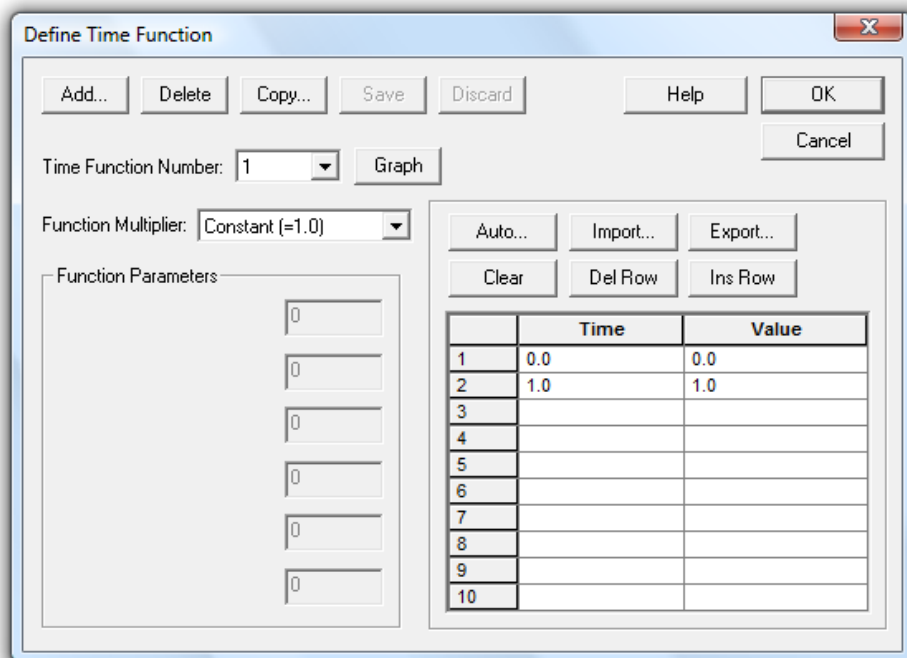 Define Time Function
Add... Delete Copy... Save Discard Help OK
Cancel
Time Function Number: 1 Graph
Function Multiplier: Constant (=1.0)
Auto... Import... Export...
Clear Del Row Ins Row
Function Parameters
0
0
0
0
0
0
Time Value
1 0.0 0.0
2 1.0 1.0
3
4
5
6
7
8
9
10